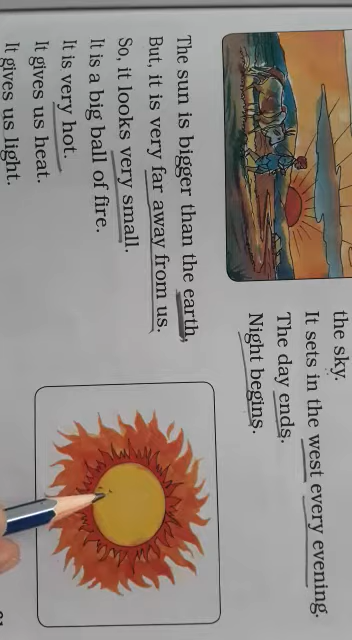 the sky.
It sets in the west every evening.
The day ends.
Night begins.
The sun is bigger than the earth,
But, it is very far away from us.
So, it looks very small.
It is a big ball of fire.
It is very hot.
It gives us heat.
It gives us light.